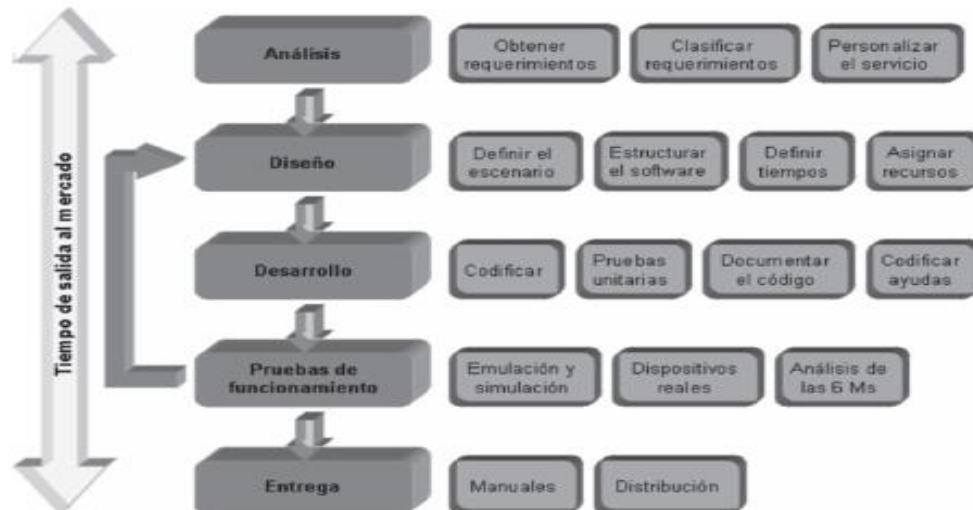 Tiempo de salida al mercado
Análisis
Obtener
requerimientos
Clasificar
requerimientos
Personalizar
el servicio
Diseño
Definir el
escenario
Estructurar
el software
Definir
tiempos
Asignar
recursos
Desarrollo
Codificar
Pruebas
unitarias
Documentar
el código
Codificar
ayudas
Pruebas de
funcionamiento
Emulación y
simulación
Dispositivos
reales
Análisis de
las 6 Ms
Entrega
Manuales
Distribución